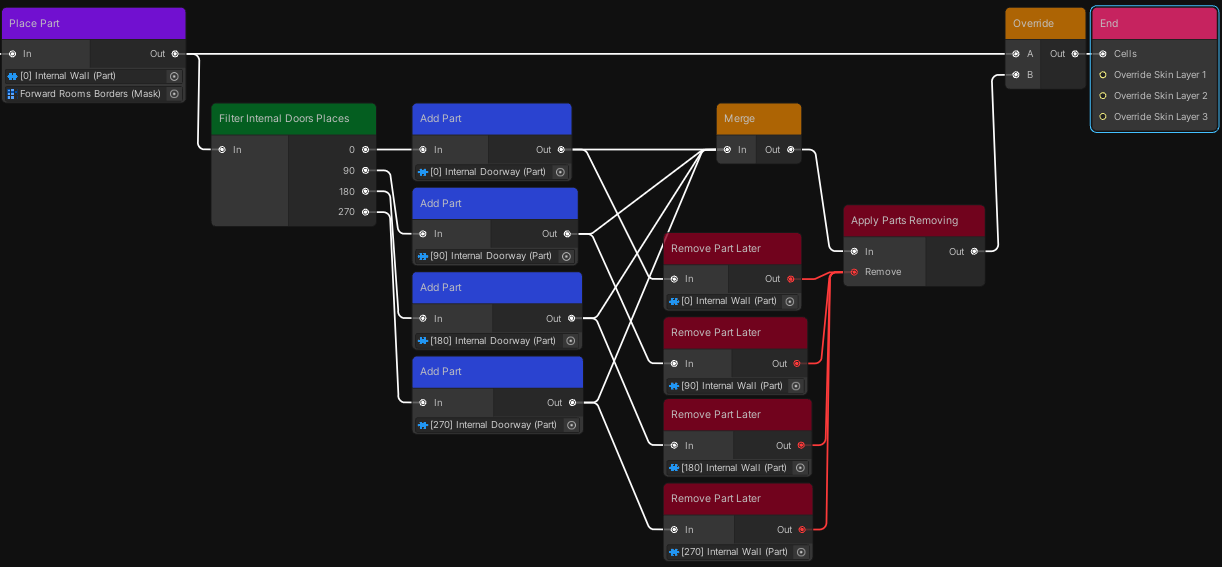 Place Part
In Out
[0] Internal Wall (Part)
Forward Rooms Borders (Mask)
Filter Internal Doors Places
In 0
90
180
270
Add Part
In Out
[0] Internal Doorway (Part)
Add Part
In Out
[90] Internal Doorway (Part)
Add Part
In Out
[180] Internal Doorway (Part)
Add Part
In Out
[270] Internal Doorway (Part)
Merge
In Out
Remove Part Later
In Out
[0] Internal Wall (Part)
Remove Part Later
In Out
[90] Internal Wall (Part)
Remove Part Later
In Out
[180] Internal Wall (Part)
Remove Part Later
In Out
[270] Internal Wall (Part)
Apply Parts Removing
In Out
Remove
Override
A Out
B
End
Cells
Override Skin Layer 1
Override Skin Layer 2
Override Skin Layer 3